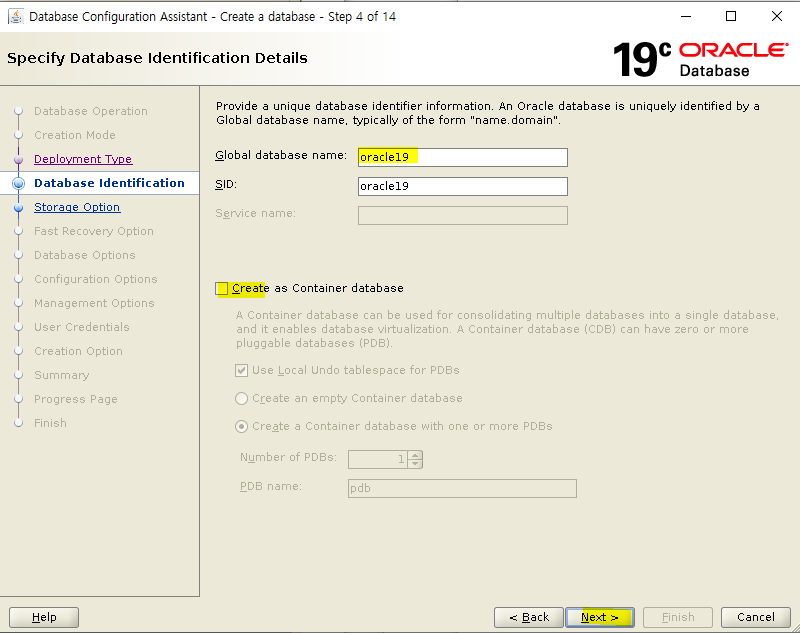 Database Configuration Assistant - Create a database - Step 4 of 14
Specify Database Identification Details
19c ORACLE
Database
Database Operation
Creation Mode
Deployment Type
Database Identification
Storage Option
Fast Recovery Option
Database Options
Configuration Options
Management Options
User Credentials
Creation Option
Summary
Progress Page
Finish
Provide a unique database identifier information. An Oracle database is uniquely identified by a
Global database name, typically of the form "name.domain".
Global database name: oracle19
SID: oracle19
Service name:
Create as Container database
A Container database can be used for consolidating multiple databases into a single database,
and it enables database virtualization. A Container database (CDB) can have zero or more
pluggable databases (PDB).
Use Local Undo tablespace for PDBs
Create an empty Container database
Create a Container database with one or more PDBs
Number of PDBs: 1
PDB name: pdb
Help
< Back
Next >
Finish
Cancel